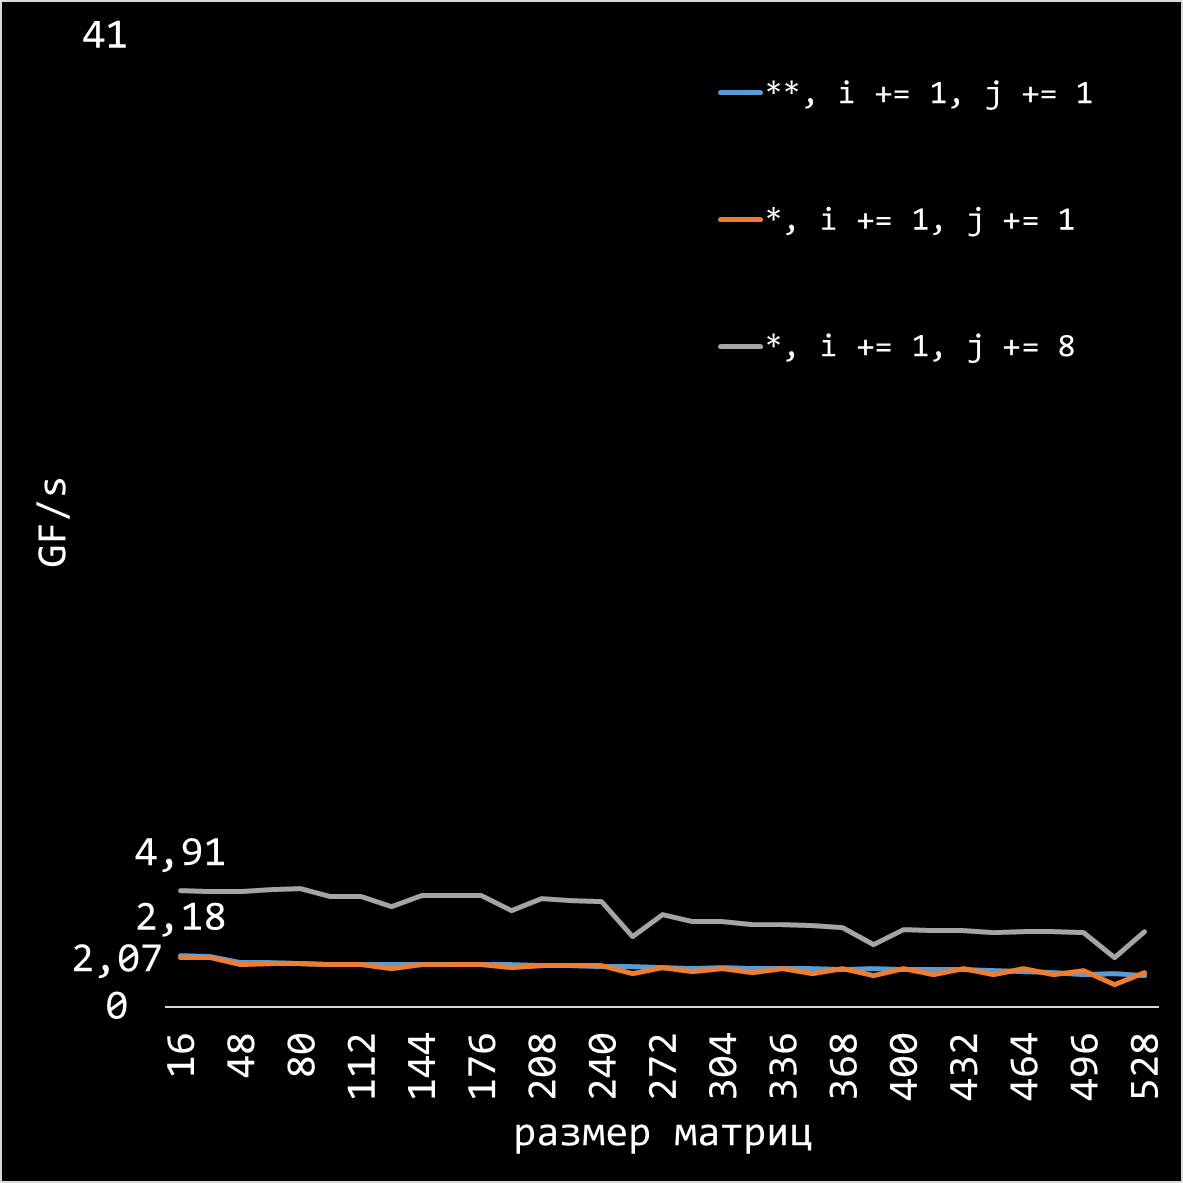 41
**, i += 1, j += 1
*, i += 1, j += 1
*, i += 1, j += 8
GF/s
4,91
2,18
2,07
0
16 48 80 112 144 176 208 240 272 304 336 368 400 432 464 496 528
размер матриц